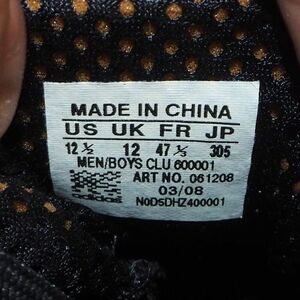 MADE IN CHINA
US UK FR JP
12 ½ 12 47 ⅓ 305
MEN/BOYS CLU 600001
ART NO. 061208
03/08
adidas N0D5DHZ400001